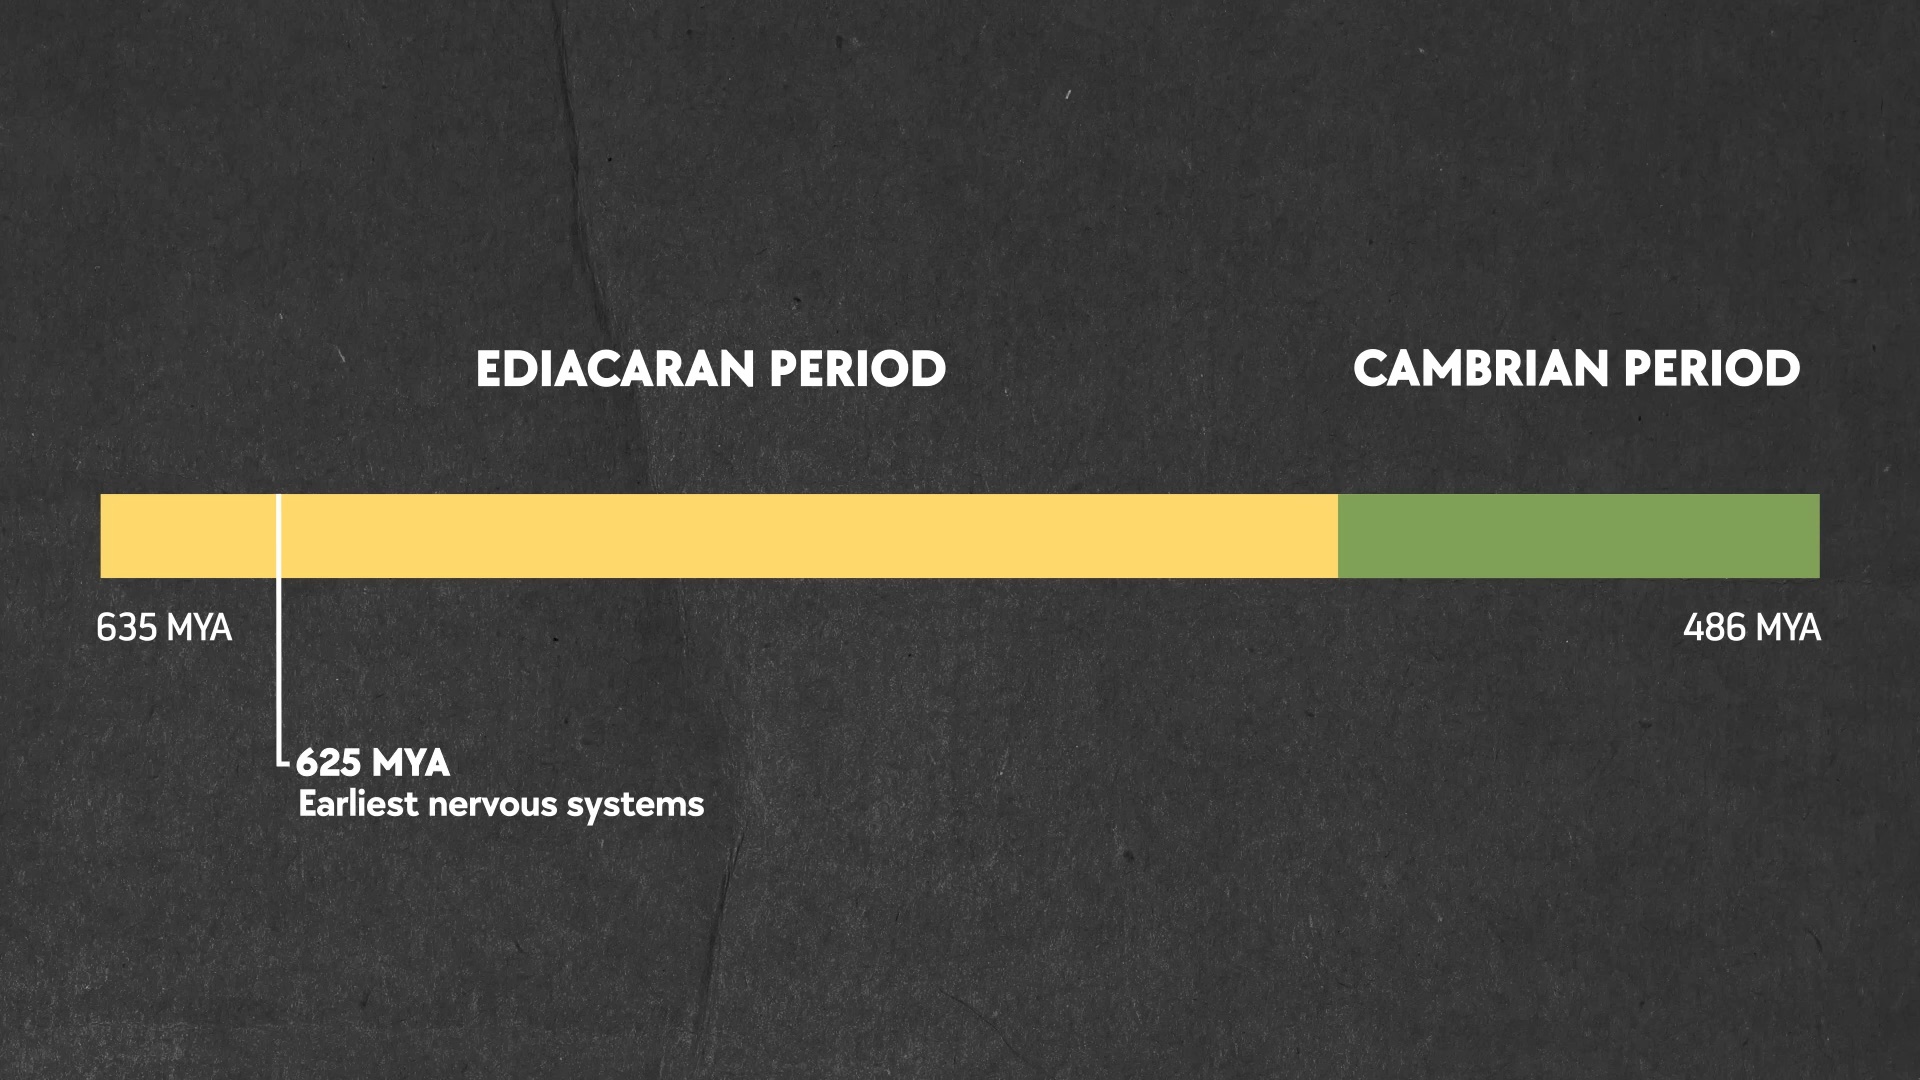 EDIACARAN PERIOD
CAMBRIAN PERIOD
635 MYA
486 MYA
625 MYA
Earliest nervous systems